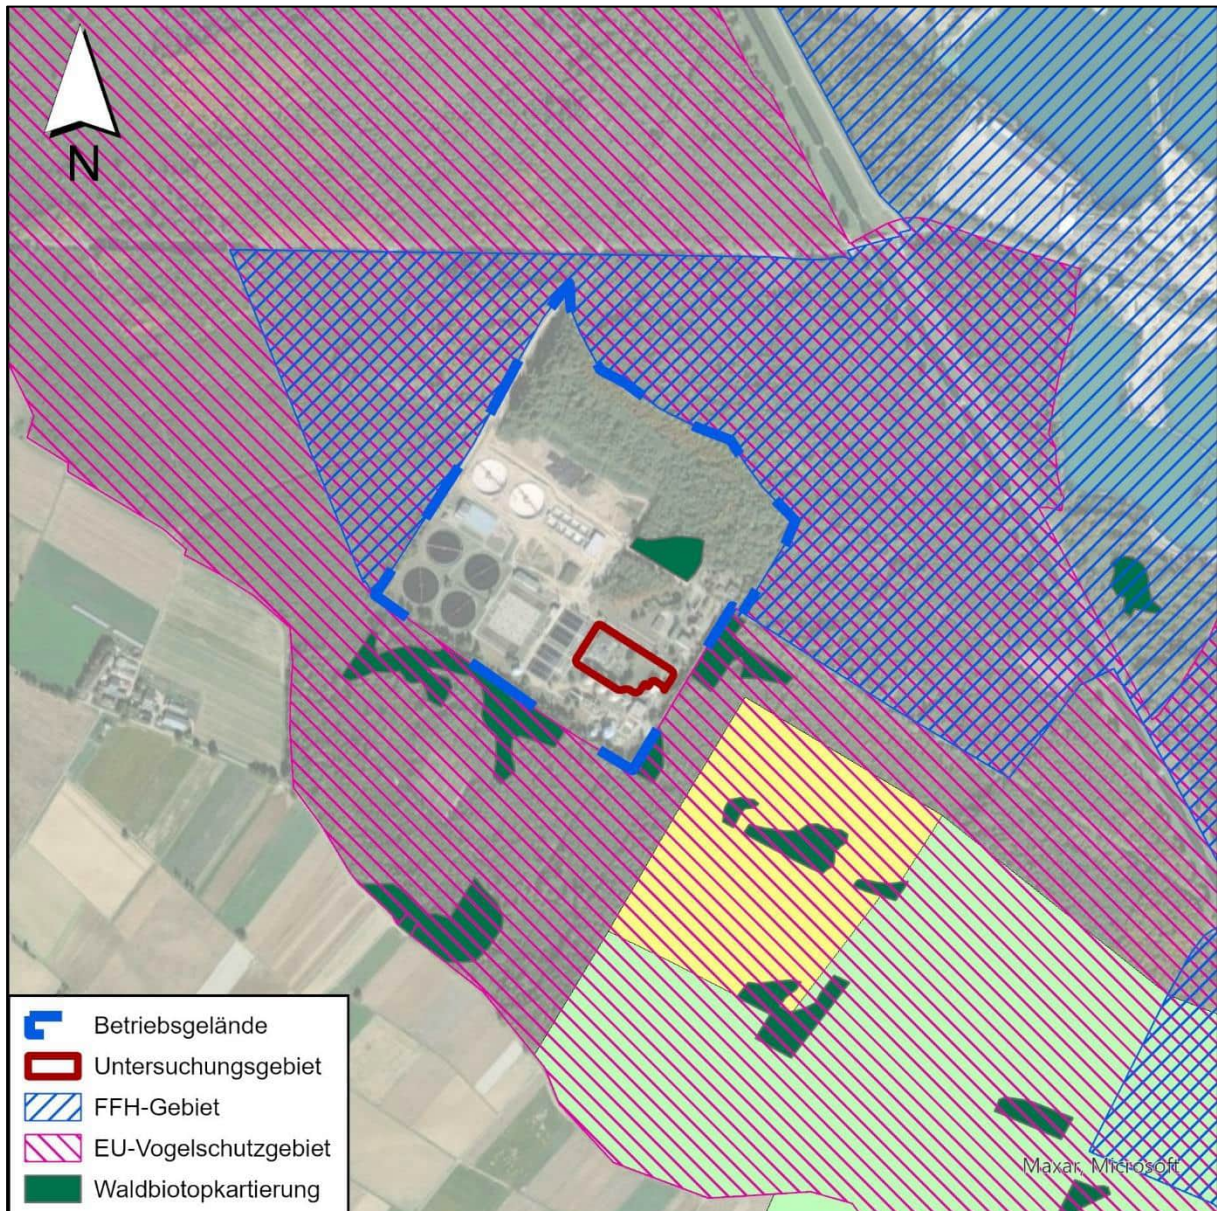 N
Betriebsgelände
Untersuchungsgebiet
FFH-Gebiet
EU-Vogelschutzgebiet
Waldbiotopkartierung
Maxar, Microsoft